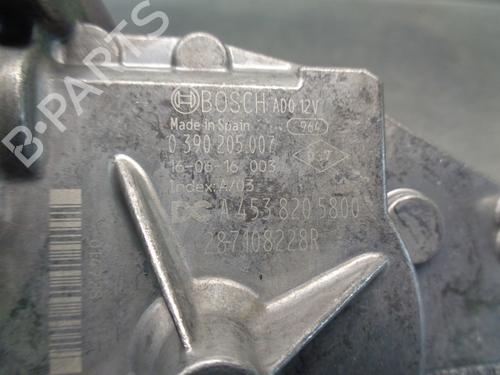 BOSCH ADO 12V
Made in Spain 964
0 390 205 007
16-06-16 003
Index: A/03
DC A 453 820 5800
287108228R
B-Parts